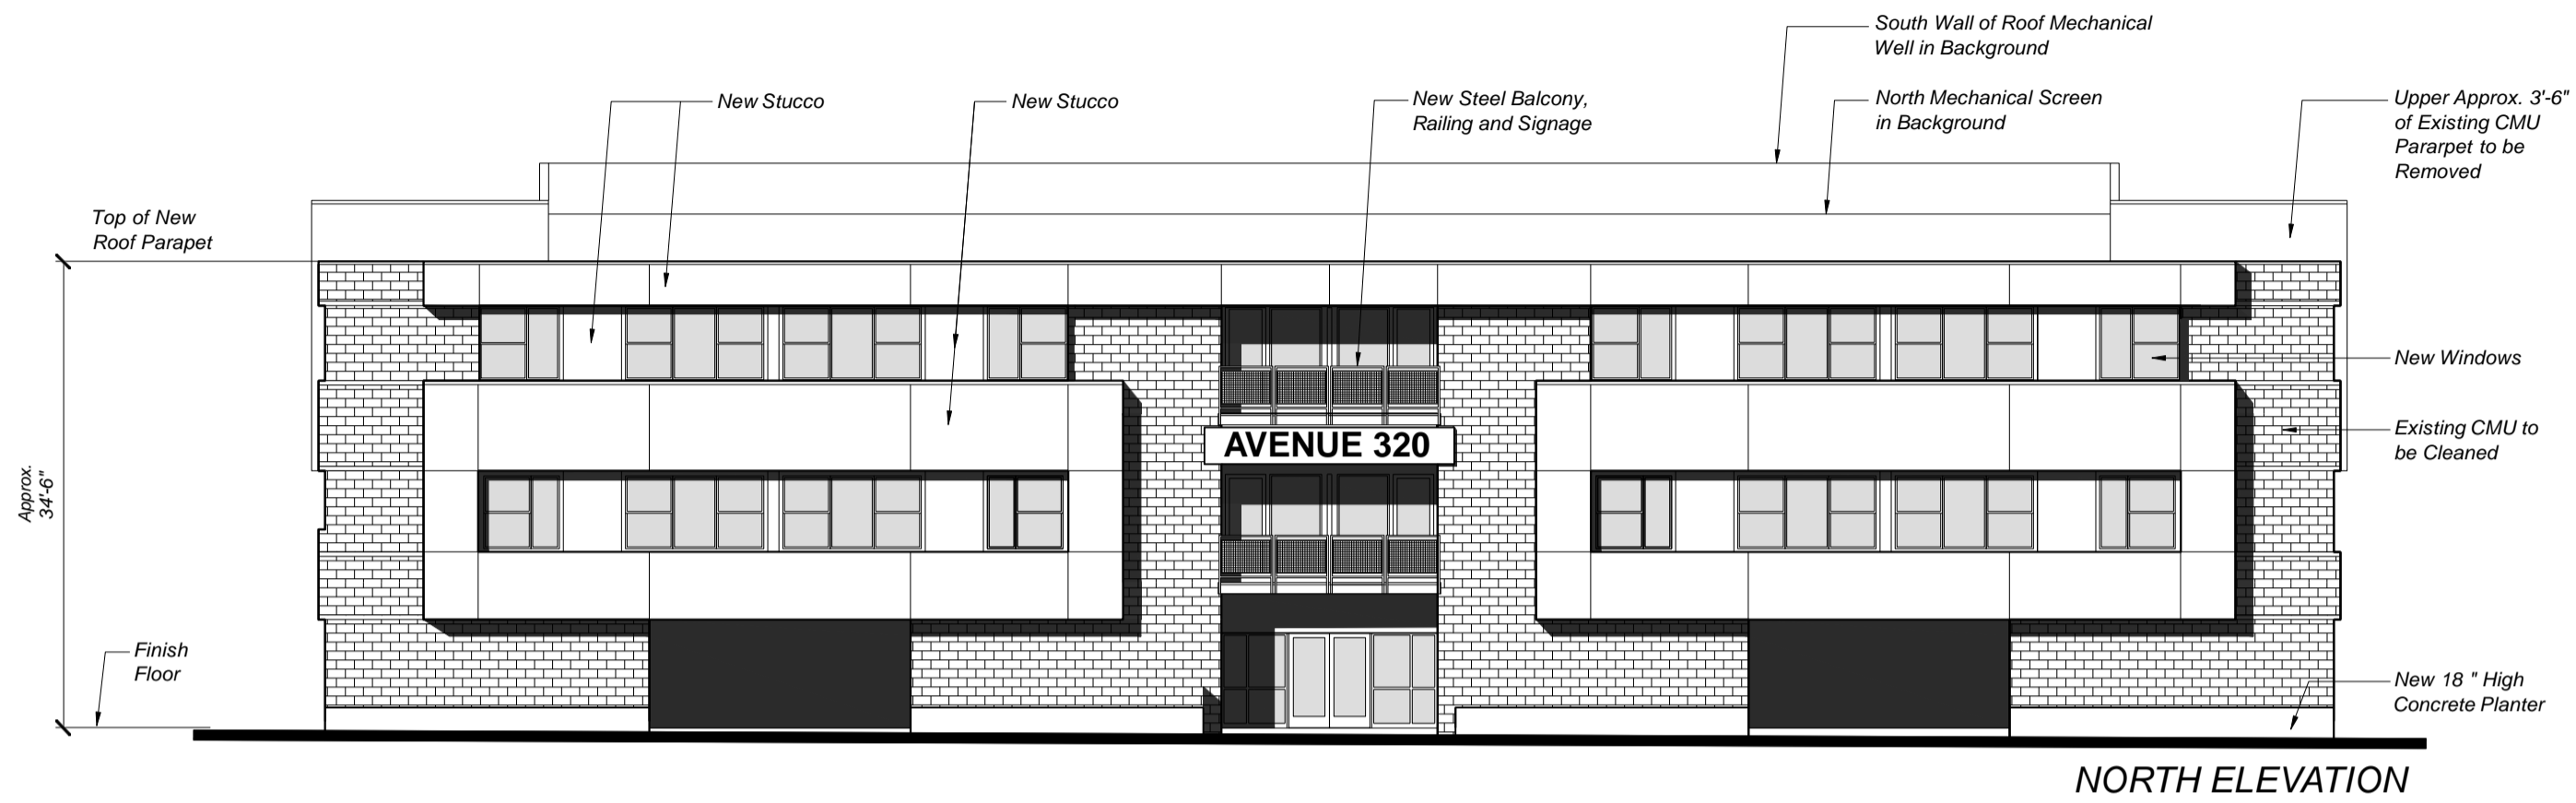 South Wall of Roof Mechanical
Well in Background
New Stucco
New Stucco
New Steel Balcony,
Railing and Signage
North Mechanical Screen
in Background
Upper Approx. 3'-6"
of Existing CMU
Pararpet to be
Removed
Top of New
Roof Parapet
New Windows
AVENUE 320
Existing CMU to
be Cleaned
Approx.
34'-6"
Finish
Floor
New 18 " High
Concrete Planter
NORTH ELEVATION